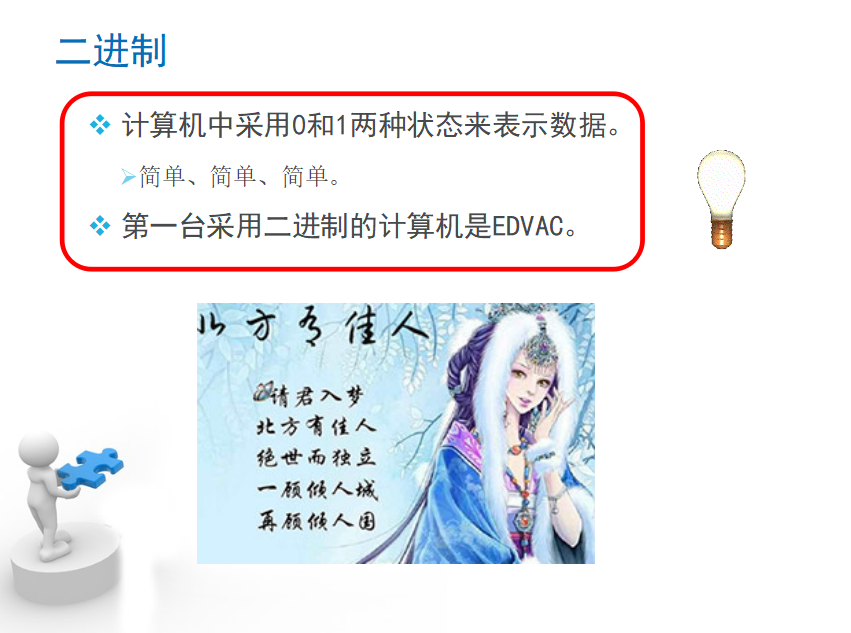 二进制
计算机中采用0和1两种状态来表示数据。
简单、简单、简单。
第一台采用二进制的计算机是EDVAC。
北方有佳人
请君入梦
北方有佳人
绝世而独立
一顾倾人城
再顾倾人国